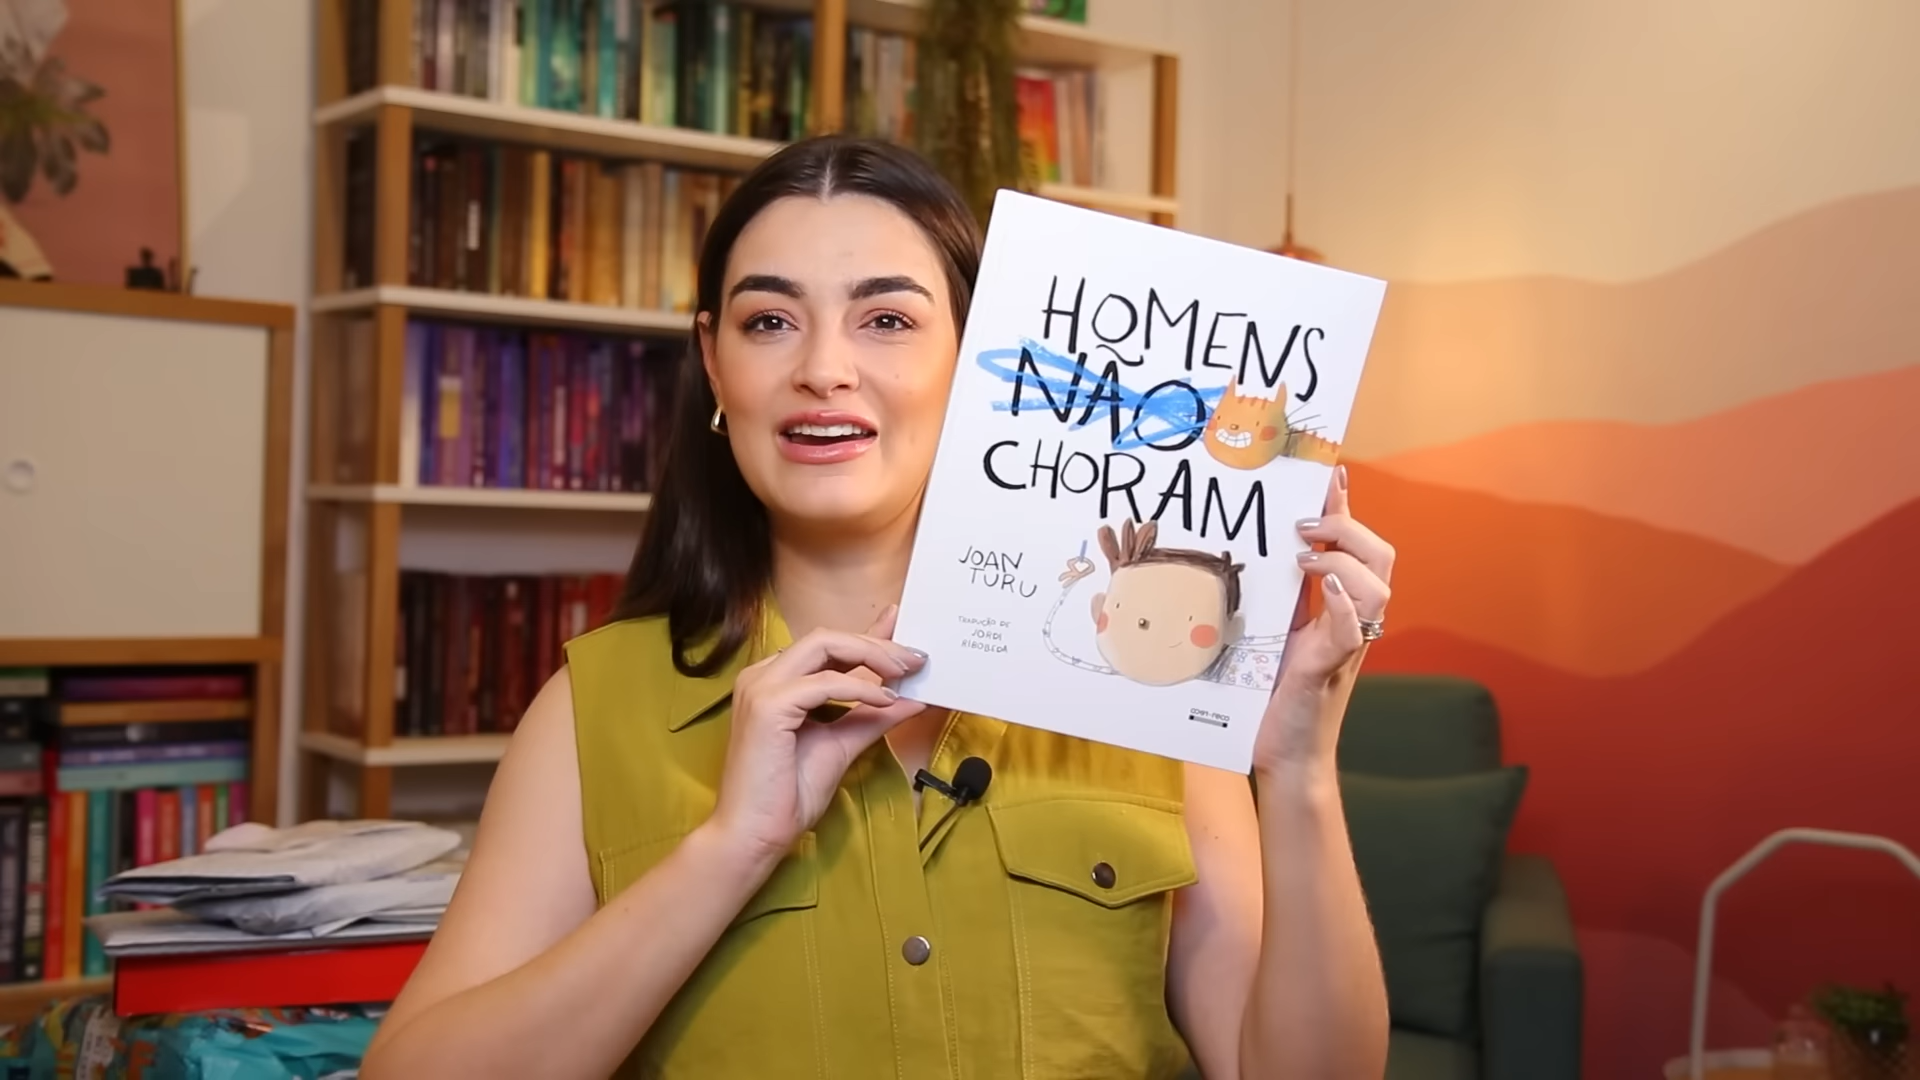 HOMENS
NÃO
CHORAM
JOAN
TURU
TRADUÇÃO DE
JORDI
RIBOBEDA